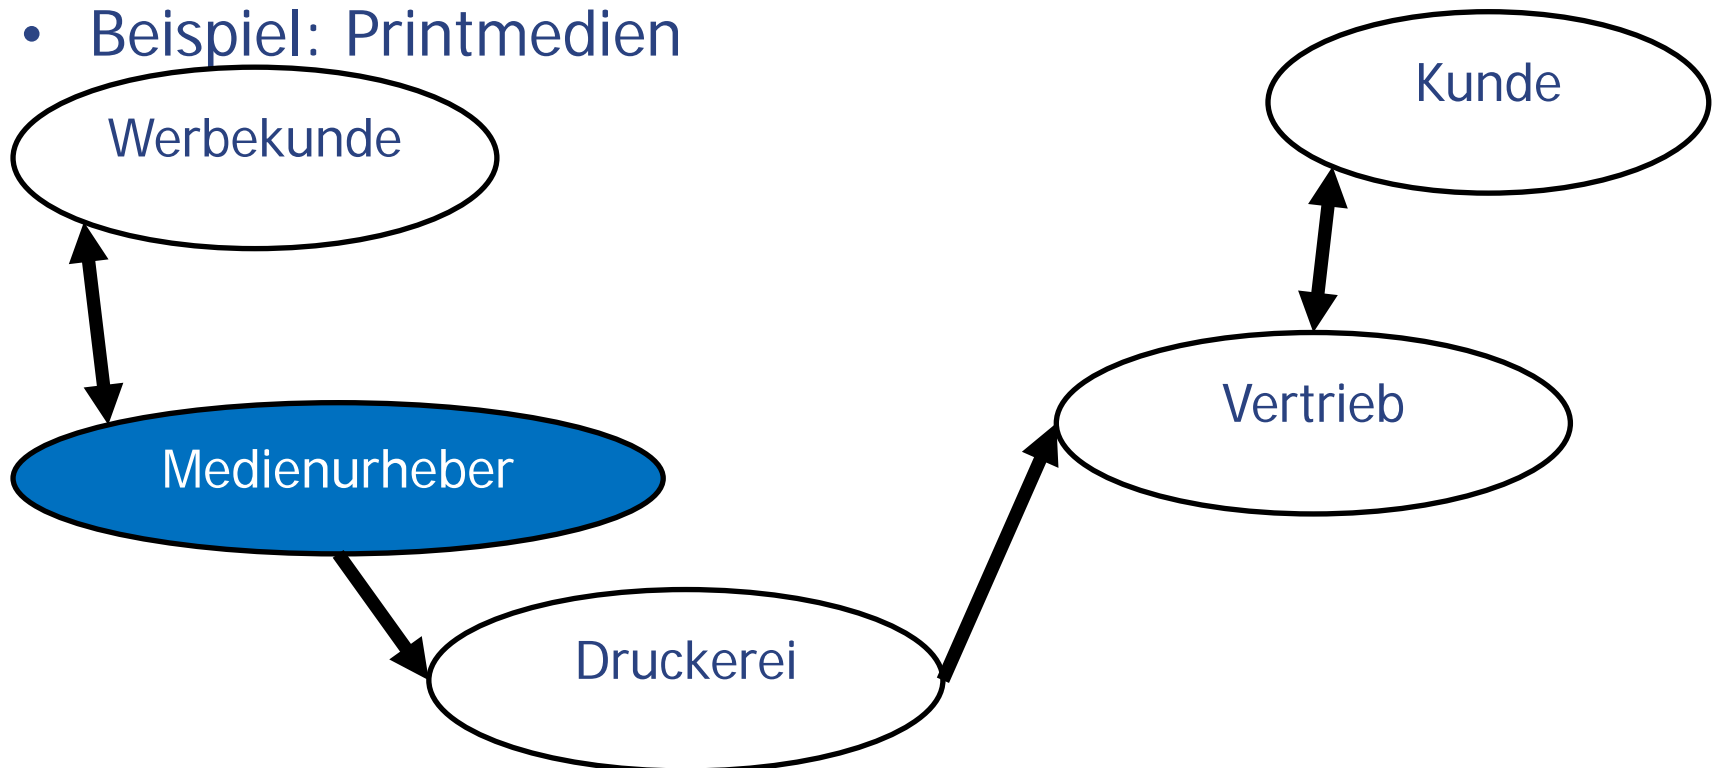 • Beispiel: Printmedien
Kunde
Werbekunde
Vertrieb
Medienurheber
Druckerei